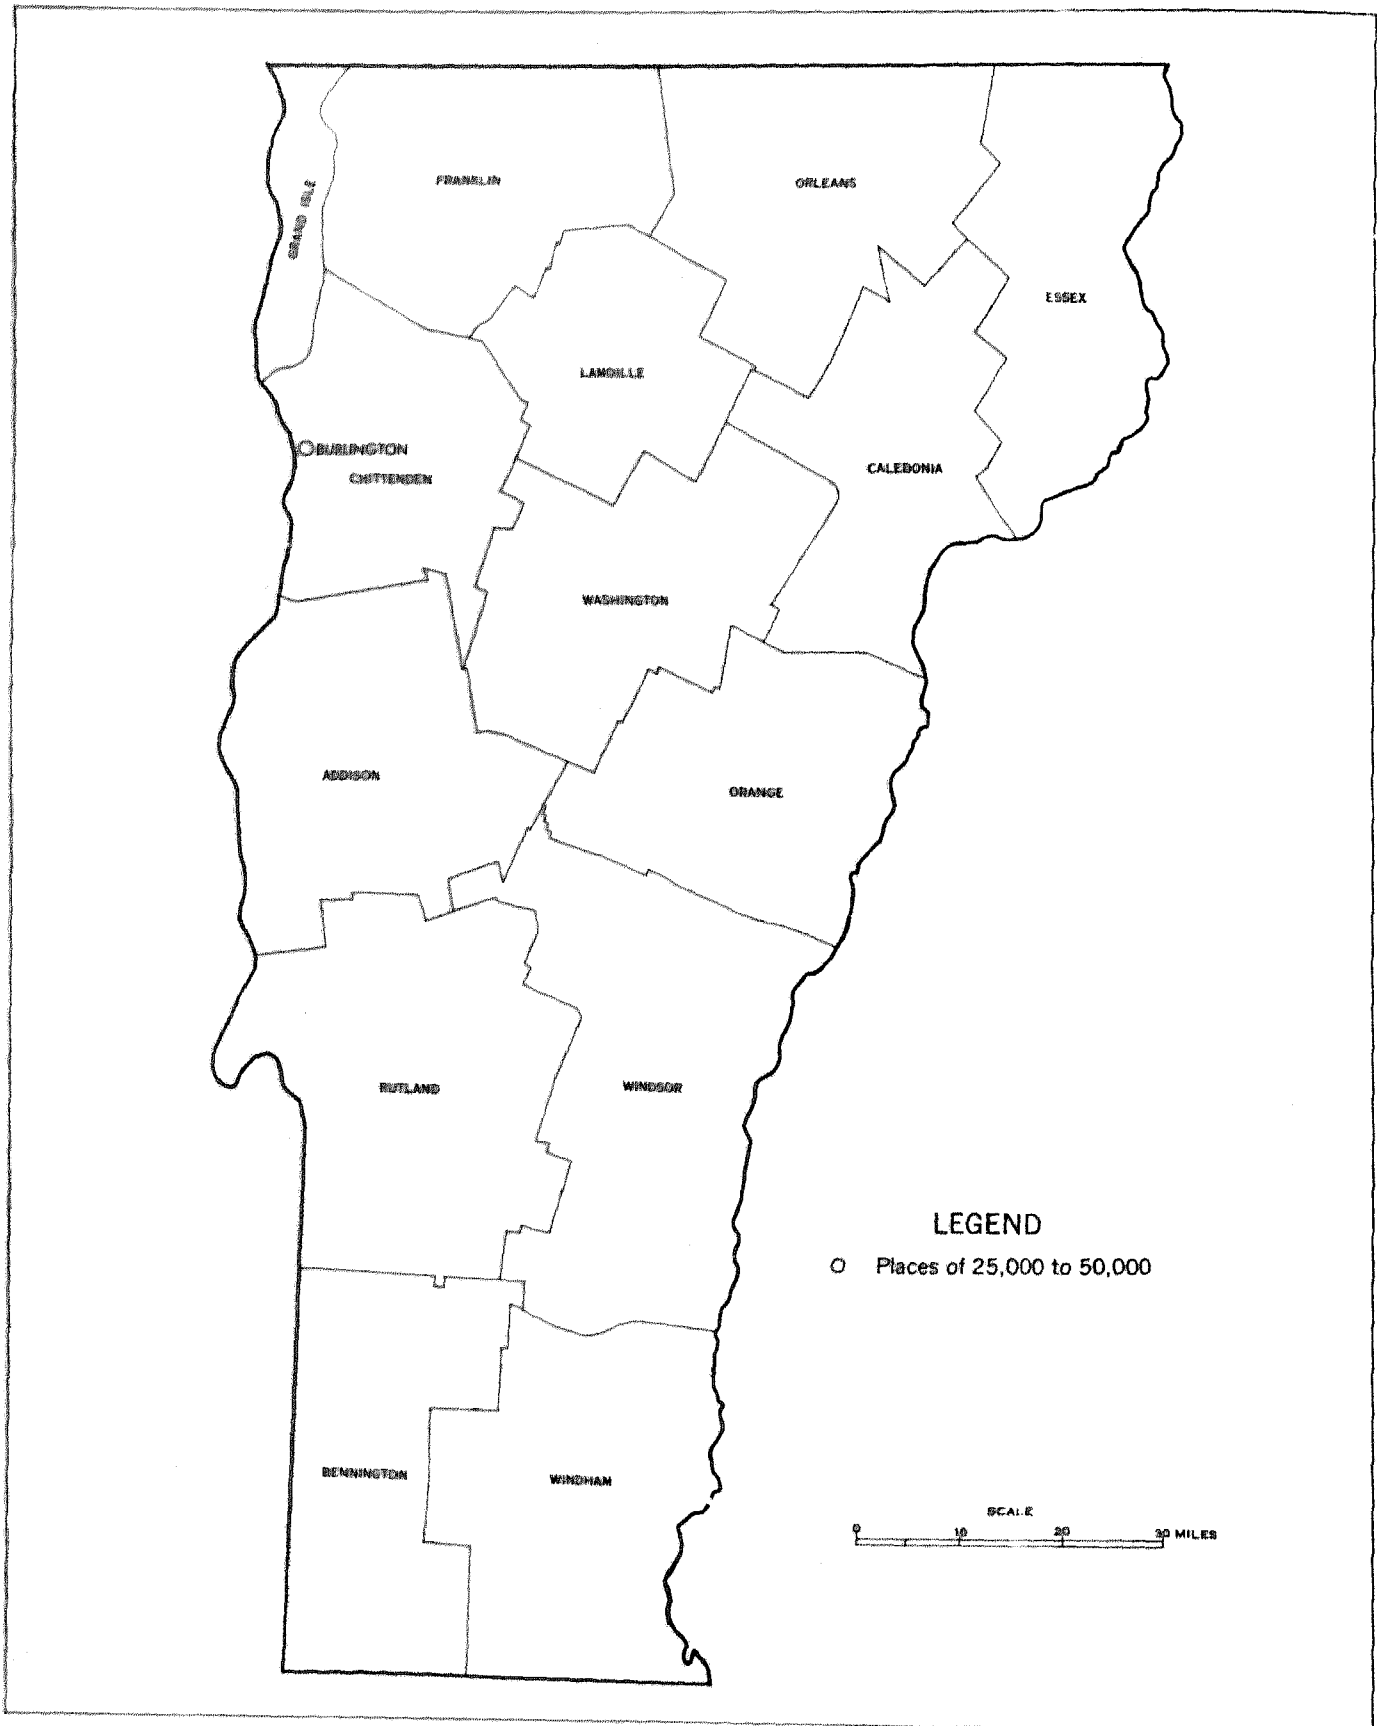 FRANKLIN
ORLEANS
GRAND ISLE
ESSEX
LAMOILLE
BURLINGTON
CHITTENDEN
CALEDONIA
WASHINGTON
ADDISON
ORANGE
RUTLAND
WINDSOR
LEGEND
O Places of 25,000 to 50,000
BENNINGTON
WINDHAM
SCALE
0 10 20 30 MILES